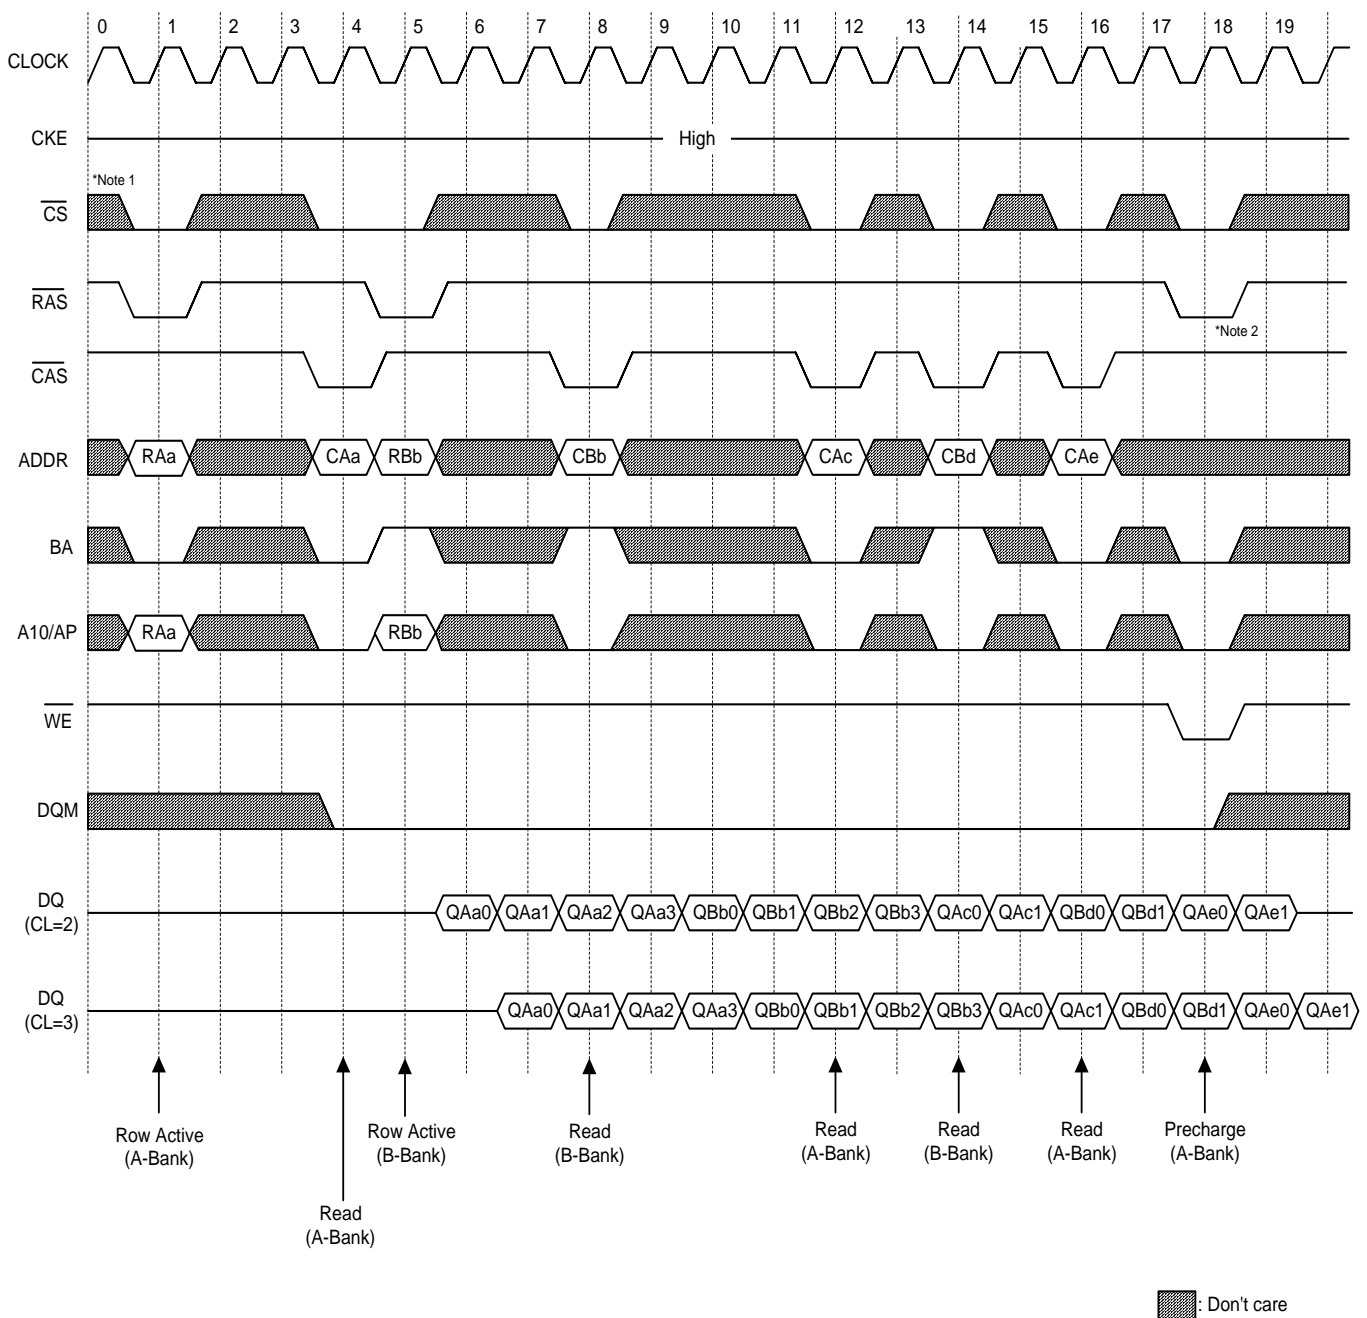 0 1 2 3 4 5 6 7 8 9 10 11 12 13 14 15 16 17 18 19
CLOCK
CKE High
*Note 1
CS
RAS
*Note 2
CAS
ADDR RAa CAa RBb CBb CAc CBd CAe
BA
A10/AP RAa RBb
WE
DQM
DQ
(CL=2) QAa0 QAa1 QAa2 QAa3 QBb0 QBb1 QBb2 QBb3 QAc0 QAc1 QBd0 QBd1 QAe0 QAe1
DQ
(CL=3) QAa0 QAa1 QAa2 QAa3 QBb0 QBb1 QBb2 QBb3 QAc0 QAc1 QBd0 QBd1 QAe0 QAe1
Row Active
(A-Bank)
Read
(A-Bank)
Row Active
(B-Bank)
Read
(B-Bank)
Read
(A-Bank)
Read
(B-Bank)
Read
(A-Bank)
Precharge
(A-Bank)
: Don't care